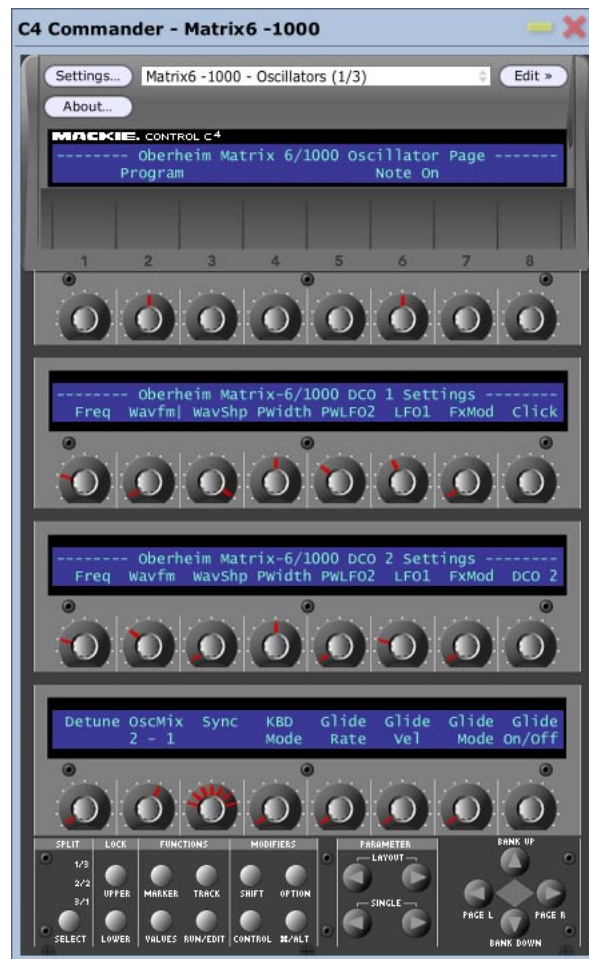 C4 Commander - Matrix6 -1000
Settings... Matrix6 -1000 - Oscillators (1/3) Edit »
About...
MACKIE. CONTROL C4
-------- Oberheim Matrix 6/1000 Oscillator Page -------
Program Note On
1 2 3 4 5 6 7 8
-------- Oberheim Matrix-6/1000 DCO 1 Settings --------
Freq Wavfm| WavShp PWidth PWLFO2 LFO1 FxMod Click
-------- Oberheim Matrix-6/1000 DCO 2 Settings --------
Freq Wavfm WavShp PWidth PWLFO2 LFO1 FxMod DCO 2
Detune OscMix Sync KBD Glide Glide Glide Glide
2 - 1 Mode Rate Vel Mode On/Off
SPLIT LOCK FUNCTIONS MODIFIERS PARAMETER BANK UP
LAYOUT
1/3
2/2
3/1
UPPER MARKER TRACK SHIFT OPTION
SINGLE
PAGE L PAGE R
SELECT LOWER VALUES RUN/EDIT CONTROL ⌘/ALT
BANK DOWN